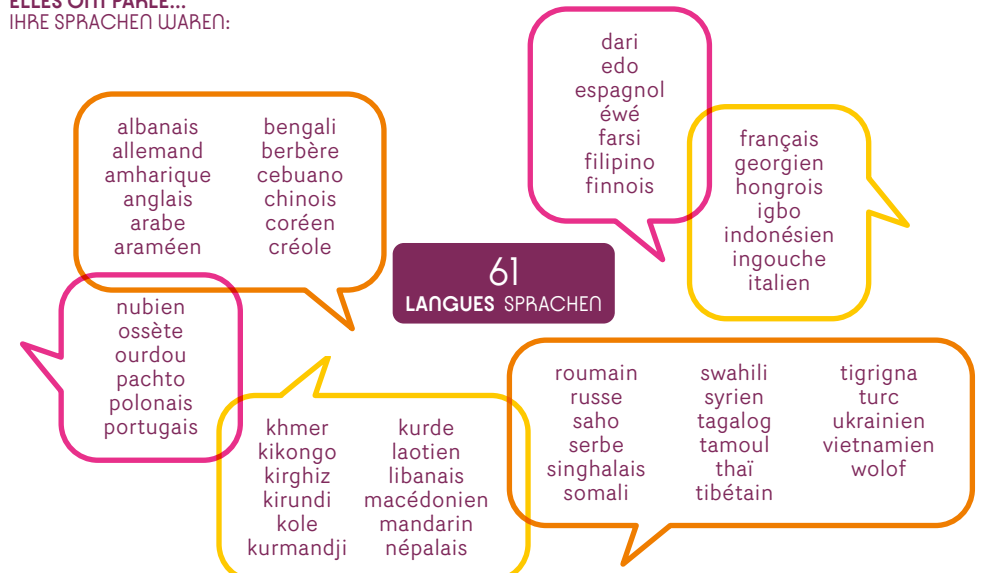 ELLES ONT PARLÉ...
IHRE SPRACHEN WAREN:
albanais
allemand
amharique
anglais
arabe
araméen
bengali
berbère
cebuano
chinois
coréen
créole
dari
edo
espagnol
éwé
farsi
filipino
finnois
français
georgien
hongrois
igbo
indonésien
ingouche
italien
61
LANGUES SPRACHEN
nubien
ossète
ourdou
pachto
polonais
portugais
khmer
kikongo
kirghiz
kirundi
kole
kurmandji
kurde
laotien
libanais
macédonien
mandarin
népalais
roumain
russe
saho
serbe
singhalais
somali
swahili
syrien
tagalog
tamoul
thaï
tibétain
tigrigna
turc
ukrainien
vietnamien
wolof